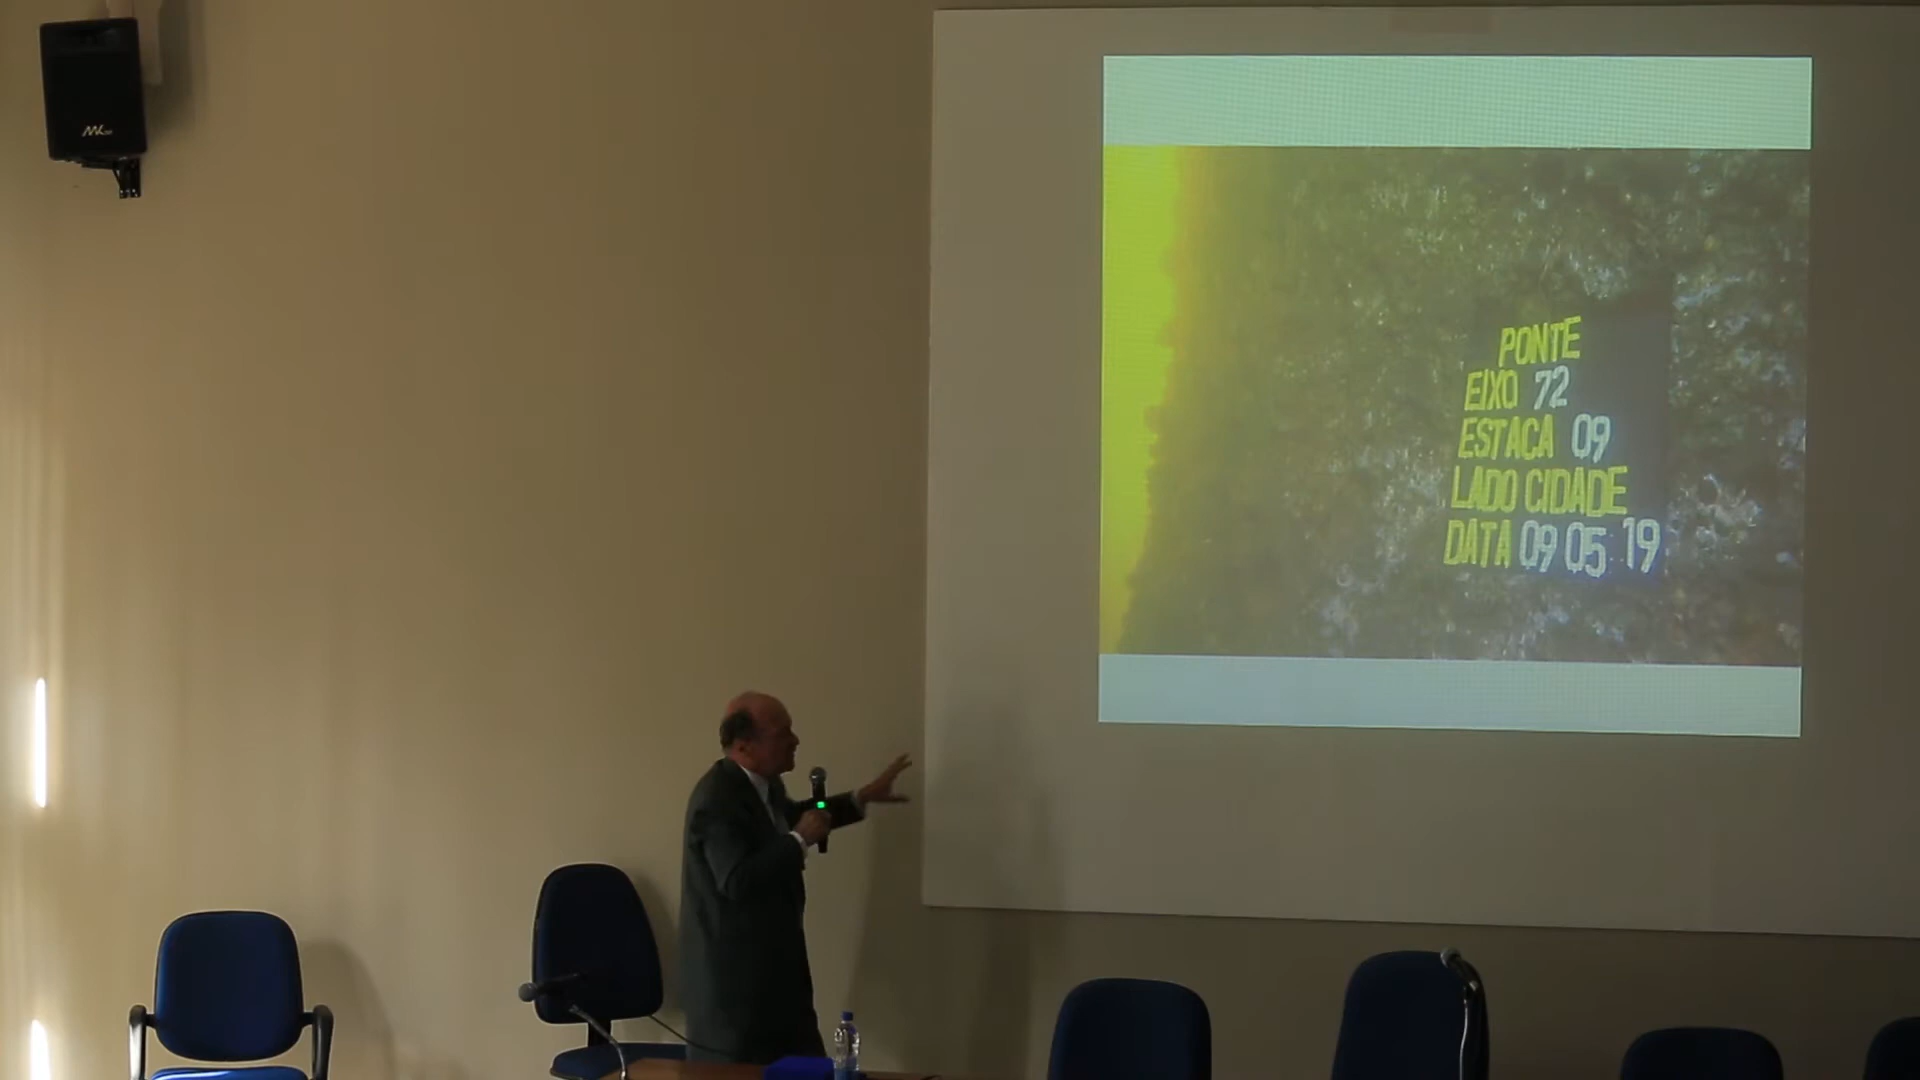 PONTE
EIXO 72
ESTACA 09
LADO CIDADE
DATA 09 05 19